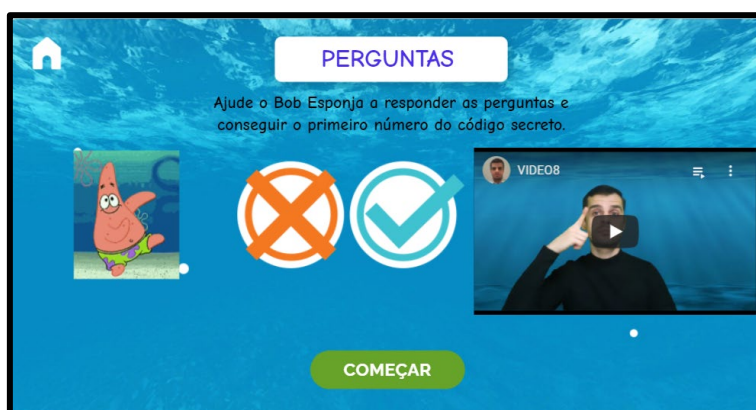 PERGUNTAS
Ajude o Bob Esponja a responder as perguntas e
conseguir o primeiro número do código secreto.
VIDEO8
COMEÇAR